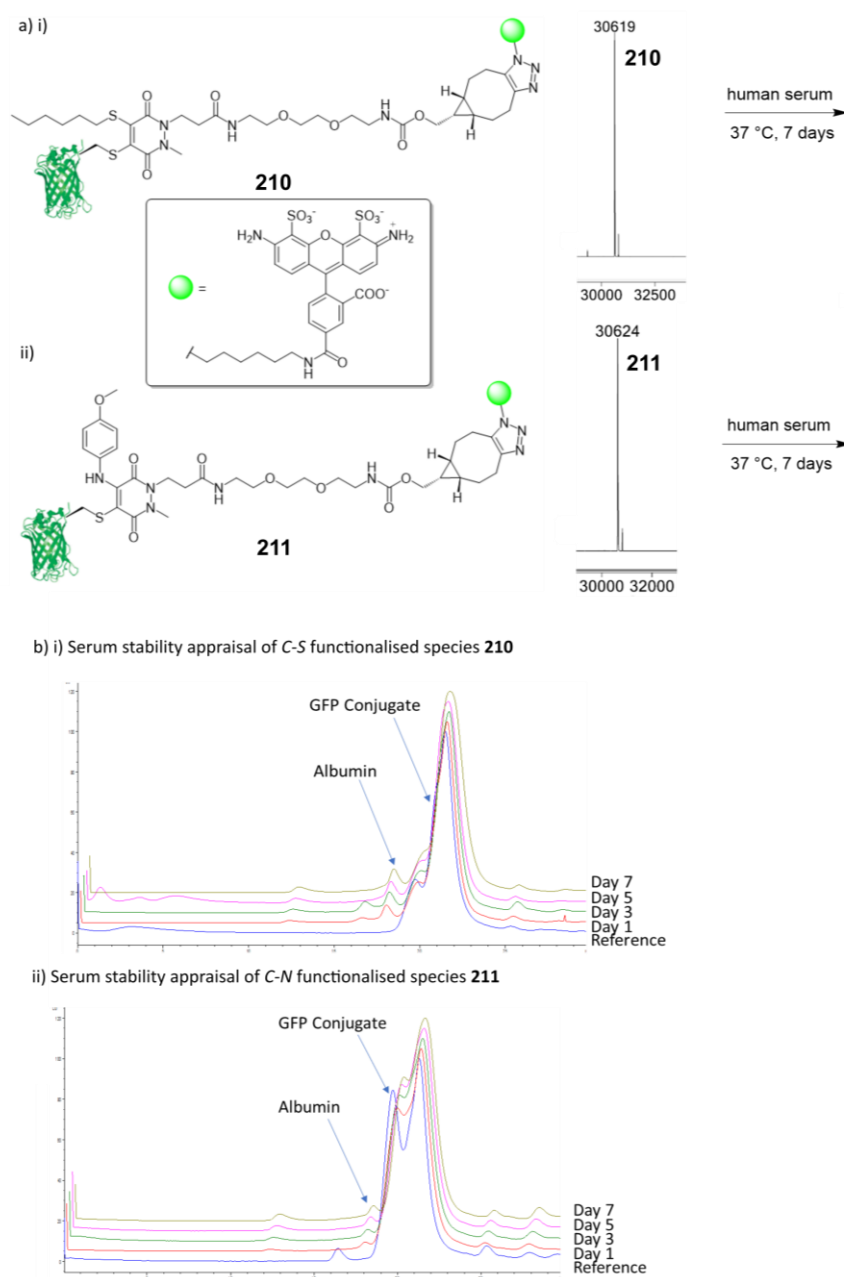 a) i)
30619
210
human serum
37 °C, 7 days
S
O
N
O
N
H
O
O
H
N
O
O
H
H
N
N
N
S
O
N
210
30000 32500
SO₃⁻ SO₃⁻
H₂N O NH₂⁺
COO⁻
=
N
H
O
ii)
30624
211
human serum
37 °C, 7 days
O
HN
O
N
O
N
H
O
O
H
N
O
O
H
H
N
N
N
S
O
N
211
30000 32000
b) i) Serum stability appraisal of C-S functionalised species 210
GFP Conjugate
Albumin
Day 7
Day 5
Day 3
Day 1
Reference
ii) Serum stability appraisal of C-N functionalised species 211
GFP Conjugate
Albumin
Day 7
Day 5
Day 3
Day 1
Reference